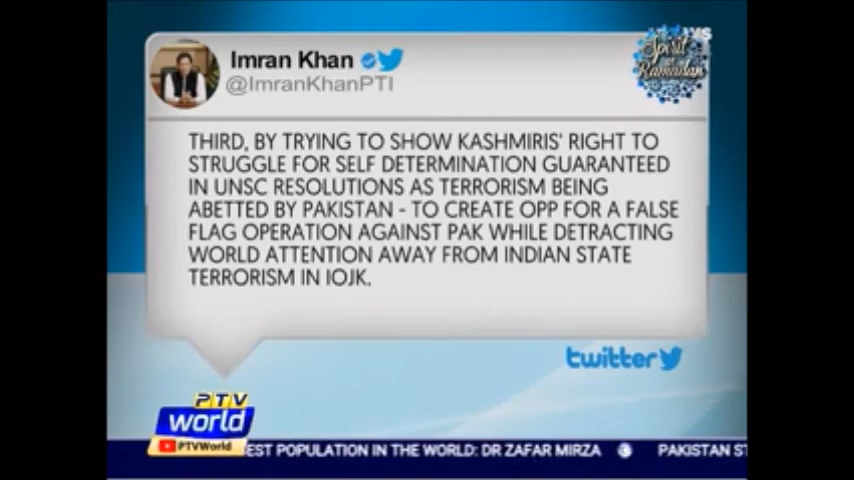 Imran Khan
@ImranKhanPTI
Spirit of Ramadan
THIRD, BY TRYING TO SHOW KASHMIRIS' RIGHT TO
STRUGGLE FOR SELF DETERMINATION GUARANTEED
IN UNSC RESOLUTIONS AS TERRORISM BEING
ABETTED BY PAKISTAN - TO CREATE OPP FOR A FALSE
FLAG OPERATION AGAINST PAK WHILE DETRACTING
WORLD ATTENTION AWAY FROM INDIAN STATE
TERRORISM IN IOJK.
twitter
PTV
world
PTVWorld
EST POPULATION IN THE WORLD: DR ZAFAR MIRZA PAKISTAN ST